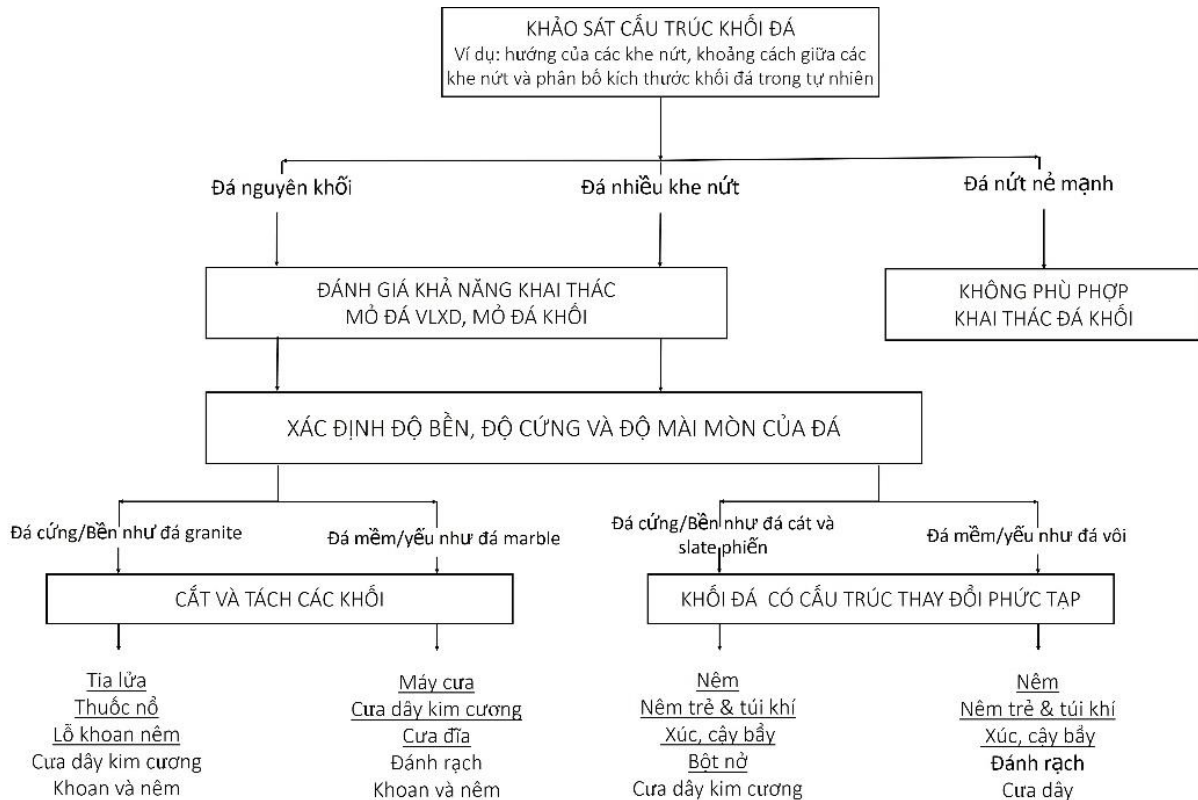 KHẢO SÁT CẤU TRÚC KHỐI ĐÁ
Ví dụ: hướng của các khe nứt, khoảng cách giữa các
khe nứt và phân bố kích thước khối đá trong tự nhiên
Đá nguyên khối
Đá nhiều khe nứt
Đá nứt nẻ mạnh
ĐÁNH GIÁ KHẢ NĂNG KHAI THÁC
MỎ ĐÁ VLXD, MỎ ĐÁ KHỐI
KHÔNG PHÙ PHỢP
KHAI THÁC ĐÁ KHỐI
XÁC ĐỊNH ĐỘ BỀN, ĐỘ CỨNG VÀ ĐỘ MÀI MÒN CỦA ĐÁ
Đá cứng/Bền như đá granite
Đá mềm/yếu như đá marble
Đá cứng/Bền như đá cát và
slate phiến
Đá mềm/yếu như đá vôi
CẮT VÀ TÁCH CÁC KHỐI
KHỐI ĐÁ CÓ CẤU TRÚC THAY ĐỔI PHỨC TẠP
Tia lửa
Thuốc nổ
Lỗ khoan nêm
Cưa dây kim cương
Khoan và nêm
Máy cưa
Cưa dây kim cương
Cưa đĩa
Đánh rạch
Khoan và nêm
Nêm
Nêm trẻ & túi khí
Xúc, cậy bẩy
Bột nở
Cưa dây kim cương
Nêm
Nêm trẻ & túi khí
Xúc, cậy bẩy
Đánh rạch
Cưa dây